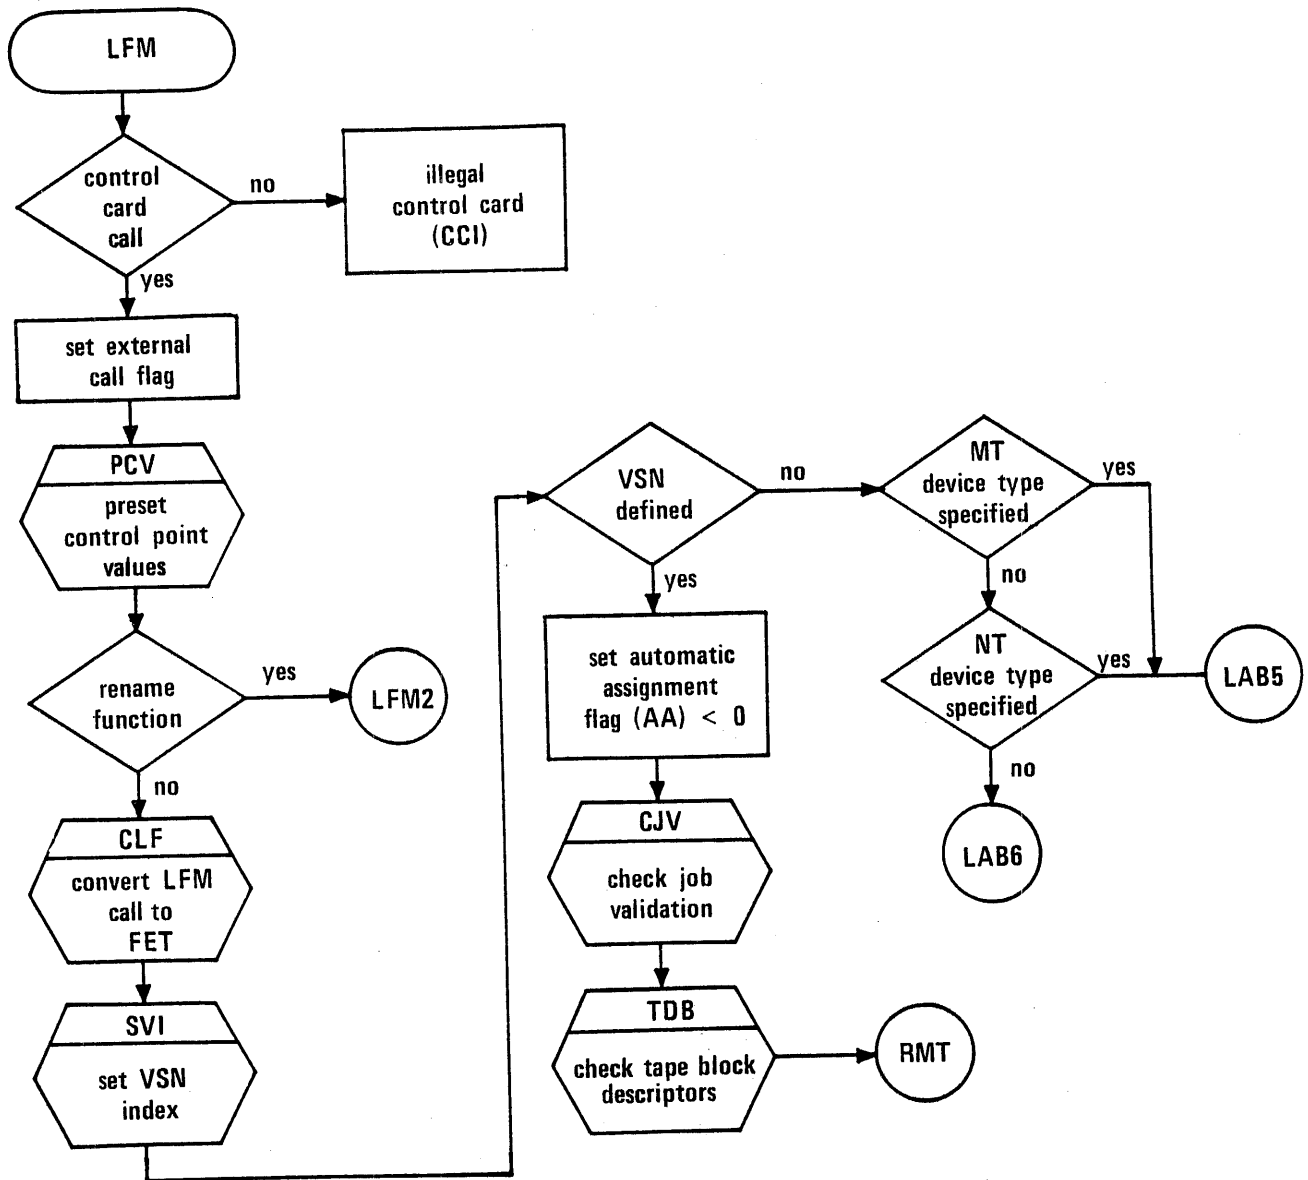 LFM
control
card
call
no
yes
illegal
control card
(CCI)
set external
call flag
PCV
preset
control point
values
rename
function
yes
no
LFM2
CLF
convert LFM
call to
FET
SVI
set VSN
index
VSN
defined
no
yes
set automatic
assignment
flag (AA) < 0
CJV
check job
validation
TDB
check tape block
descriptors
RMT
MT
device type
specified
yes
no
NT
device type
specified
yes
no
LAB5
LAB6